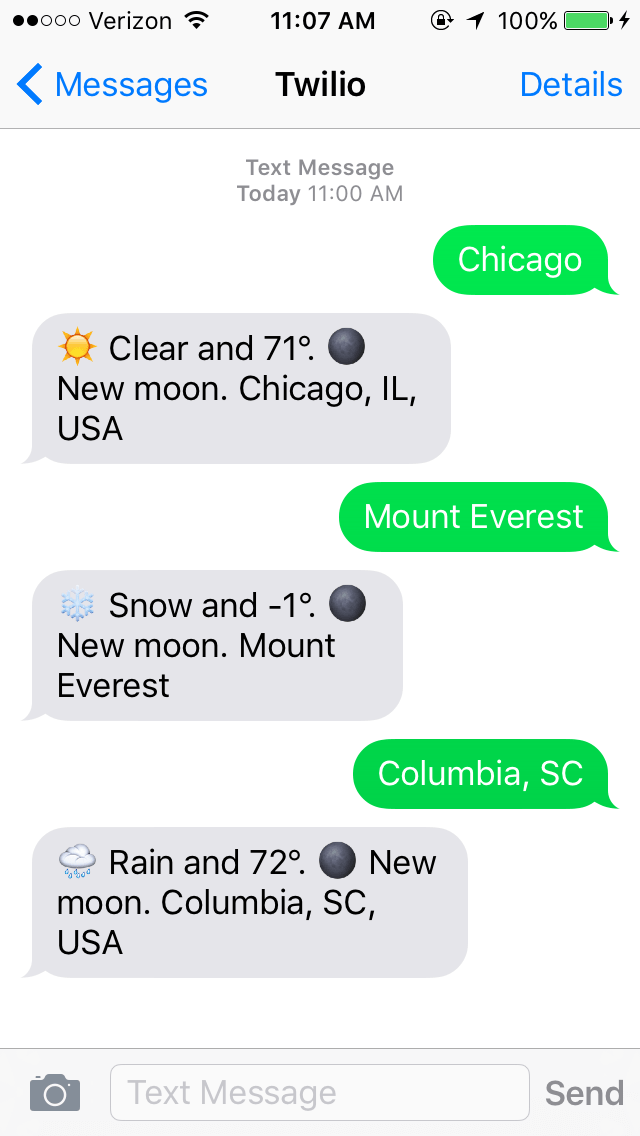 Verizon 11:07 AM 100%
Messages Twilio Details
Text Message
Today 11:00 AM
Chicago
☀️ Clear and 71°. 🌑
New moon. Chicago, IL,
USA
Mount Everest
❄️ Snow and -1°. 🌑
New moon. Mount
Everest
Columbia, SC
🌧 Rain and 72°. 🌑 New
moon. Columbia, SC,
USA
Text Message Send